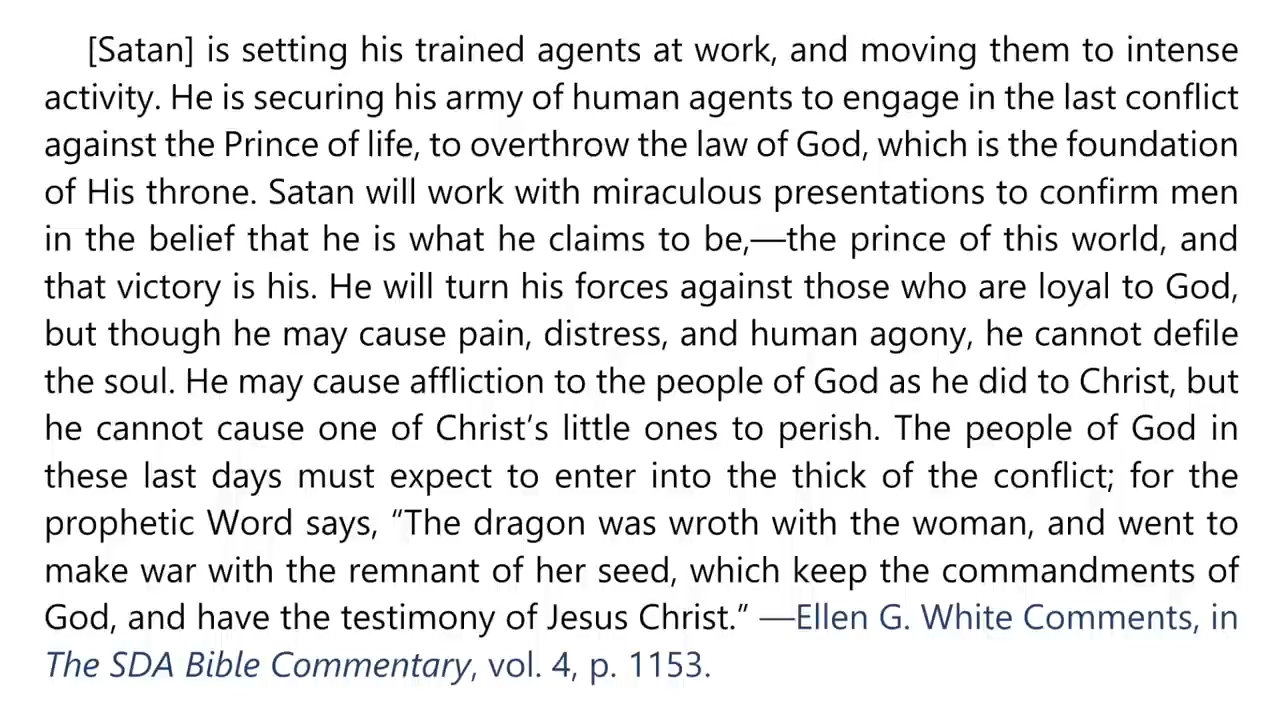 [Satan] is setting his trained agents at work, and moving them to intense
activity. He is securing his army of human agents to engage in the last conflict
against the Prince of life, to overthrow the law of God, which is the foundation
of His throne. Satan will work with miraculous presentations to confirm men
in the belief that he is what he claims to be,—the prince of this world, and
that victory is his. He will turn his forces against those who are loyal to God,
but though he may cause pain, distress, and human agony, he cannot defile
the soul. He may cause affliction to the people of God as he did to Christ, but
he cannot cause one of Christ’s little ones to perish. The people of God in
these last days must expect to enter into the thick of the conflict; for the
prophetic Word says, “The dragon was wroth with the woman, and went to
make war with the remnant of her seed, which keep the commandments of
God, and have the testimony of Jesus Christ.” —Ellen G. White Comments, in
The SDA Bible Commentary, vol. 4, p. 1153.